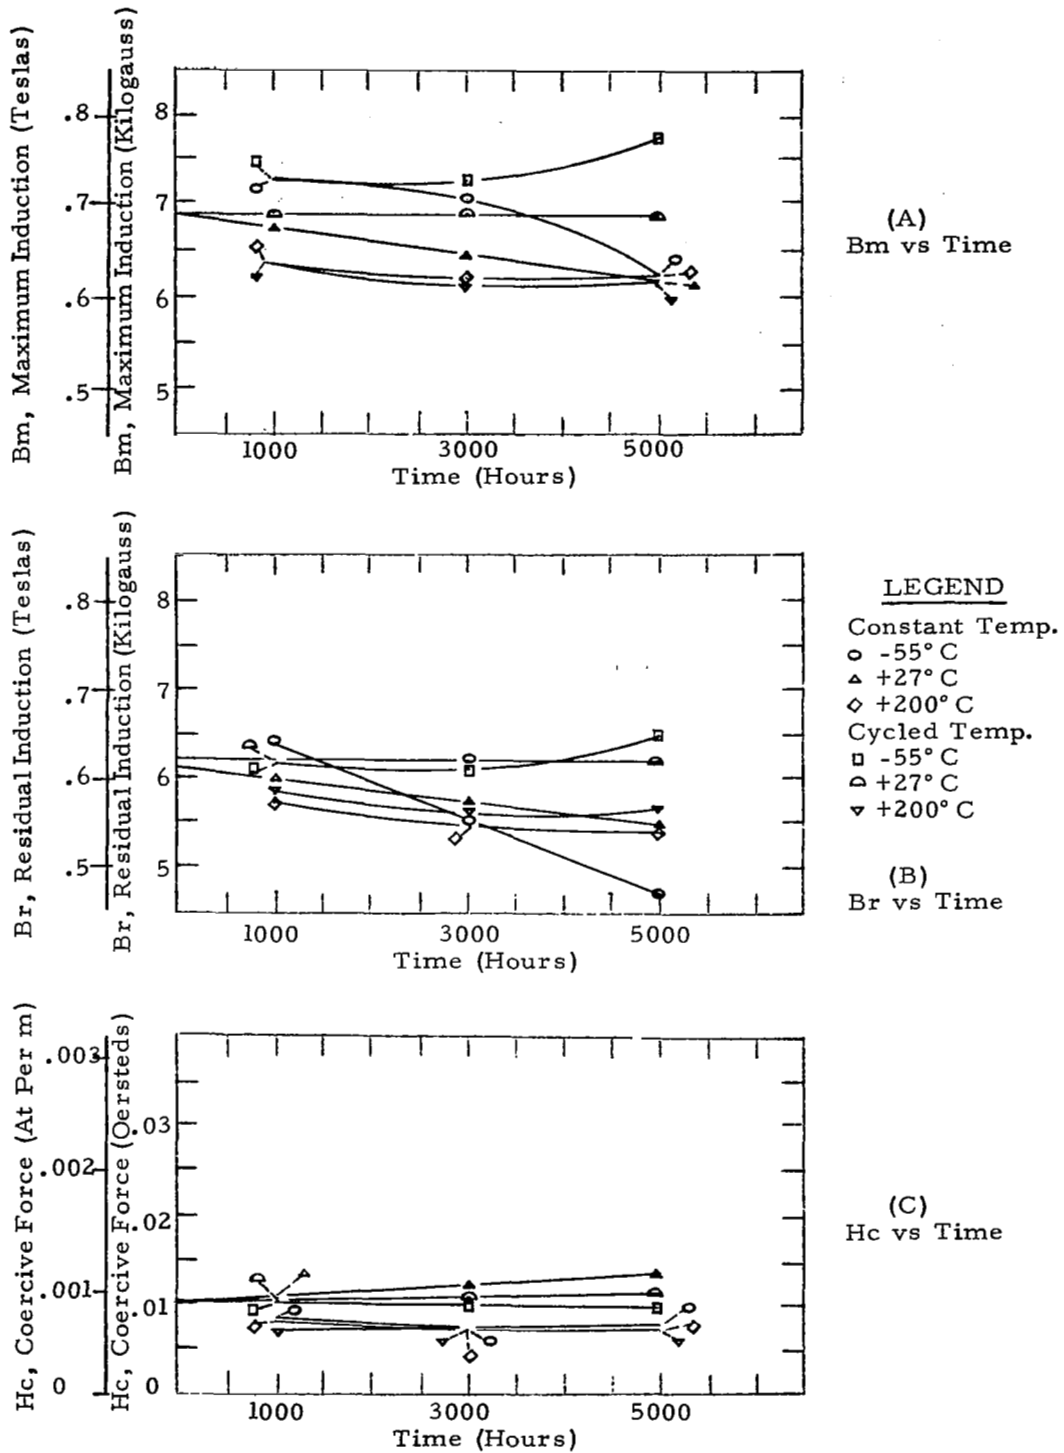 Bm, Maximum Induction (Teslas)
Bm, Maximum Induction (Kilogauss)
.8
.7
.6
.5
8
7
6
5
1000 3000 5000
Time (Hours)
(A)
Bm vs Time
Br, Residual Induction (Teslas)
Br, Residual Induction (Kilogauss)
.8
.7
.6
.5
8
7
6
5
1000 3000 5000
Time (Hours)
LEGEND
Constant Temp.
-55° C
+27° C
+200° C
Cycled Temp.
-55° C
+27° C
+200° C
(B)
Br vs Time
Hc, Coercive Force (At Per m)
Hc, Coercive Force (Oersteds)
.003
.002
.001
0
.03
.02
.01
0
1000 3000 5000
Time (Hours)
(C)
Hc vs Time